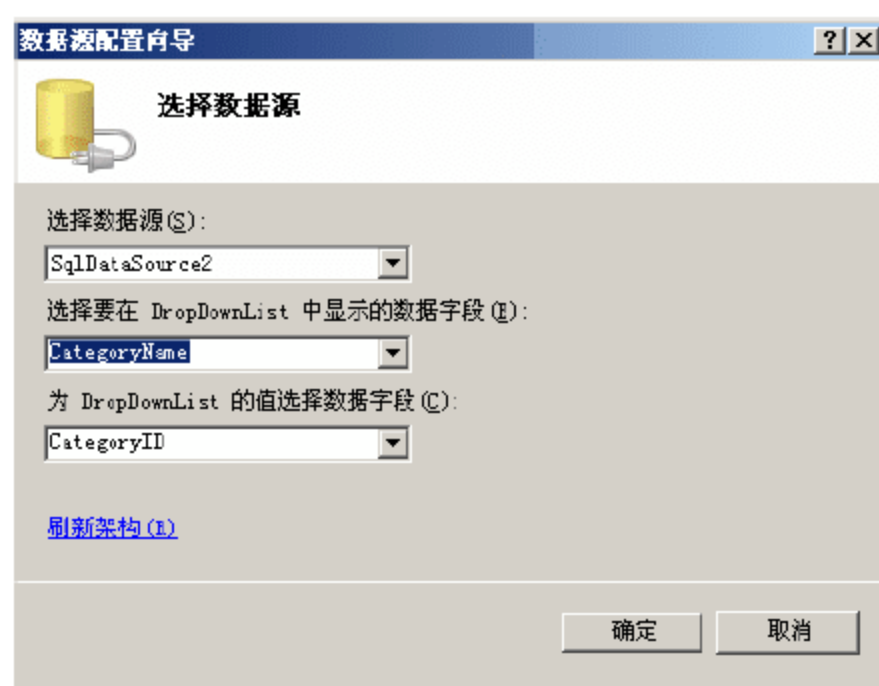 数据源配置向导
选择数据源
选择数据源(S):
SqlDataSource2
选择要在 DropDownList 中显示的数据字段(E):
CategoryName
为 DropDownList 的值选择数据字段(C):
CategoryID
刷新架构(R)
确定 取消